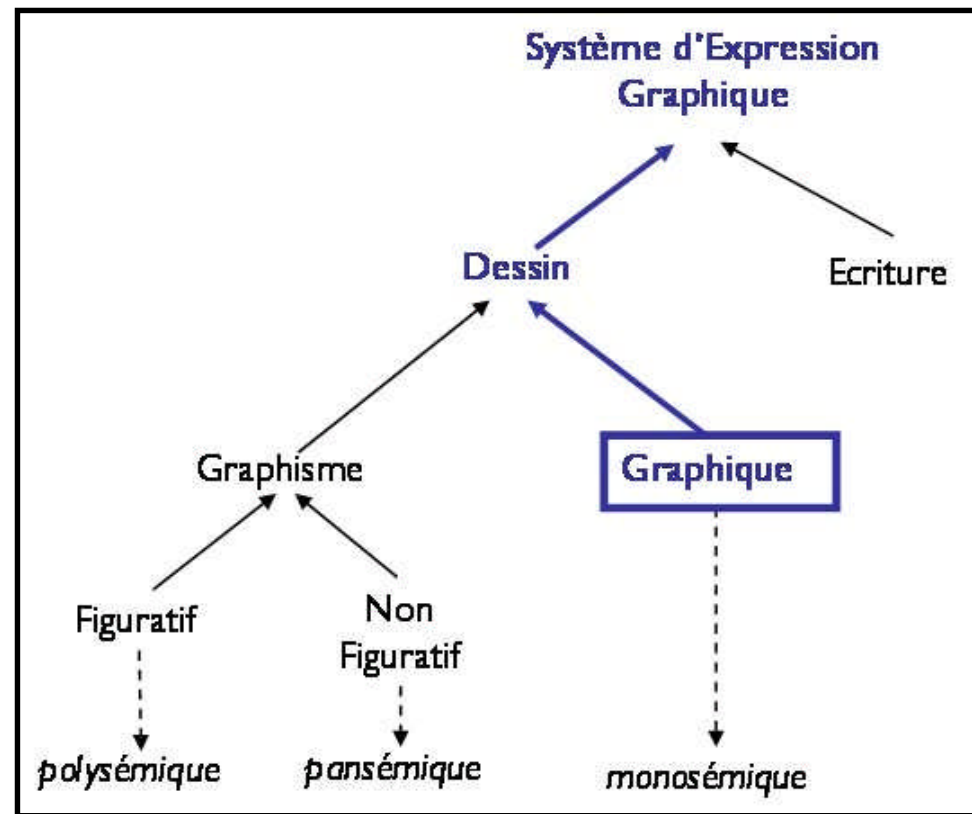 Système d'Expression
Graphique
Dessin
Ecriture
Graphisme
Graphique
Figuratif
Non
Figuratif
polysémique
pansémique
monosémique